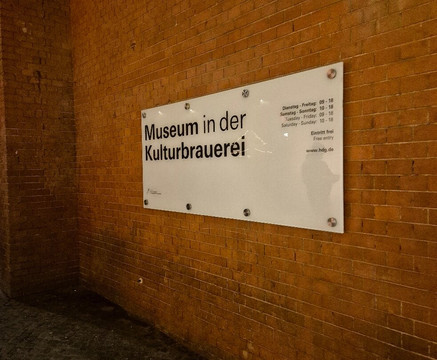 Museum in der
Kulturbrauerei
Dienstag - Freitag 09 - 18
Samstag - Sonntag 10 - 18
Tuesday - Friday 09 - 18
Saturday - Sunday 10 - 18
Eintritt frei
Free entry
www.hdg.de